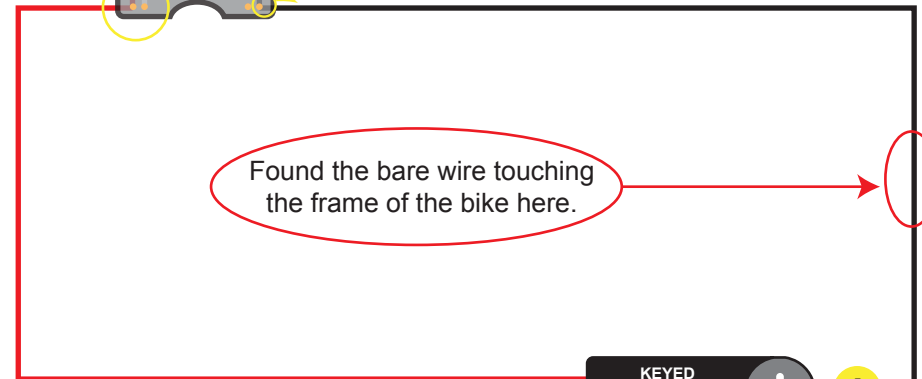 Found the bare wire touching
the frame of the bike here.
KEYED